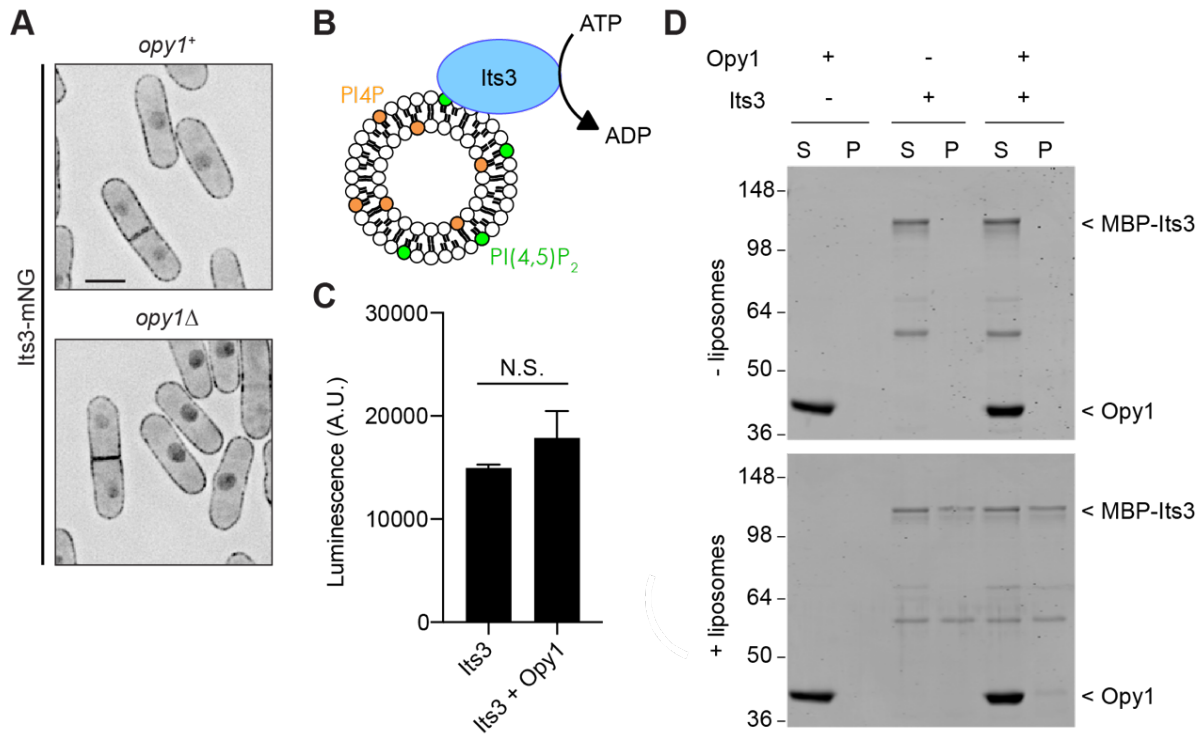 A
opy1+
Its3-mNG
opy1Δ
B
ATP
Its3
PI4P
ADP
PI(4,5)P2
C
30000
20000
10000
0
Luminescence (A.U.)
N.S.
Its3
Its3 + Opy1
D
Opy1 + - +
Its3 - + +
S P S P S P
- liposomes
148
98
64
50
36
< MBP-Its3
< Opy1
+ liposomes
148
98
64
50
36
< MBP-Its3
< Opy1